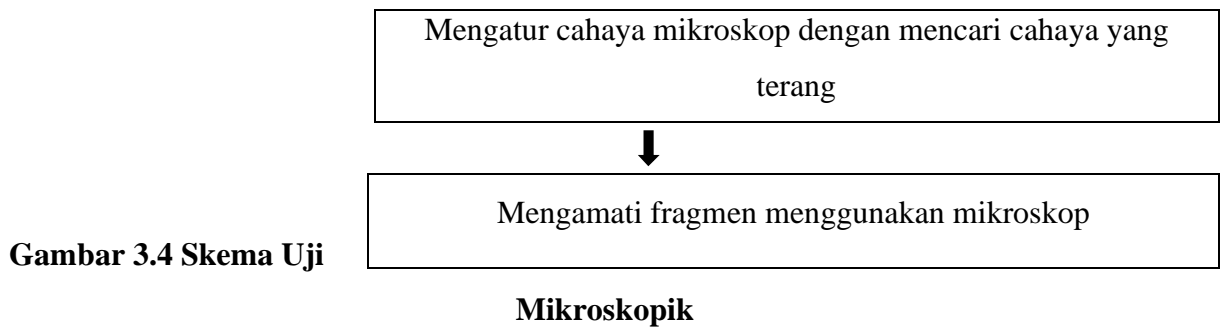 Mengatur cahaya mikroskop dengan mencari cahaya yang
terang
Mengamati fragmen menggunakan mikroskop
Gambar 3.4 Skema Uji
Mikroskopik